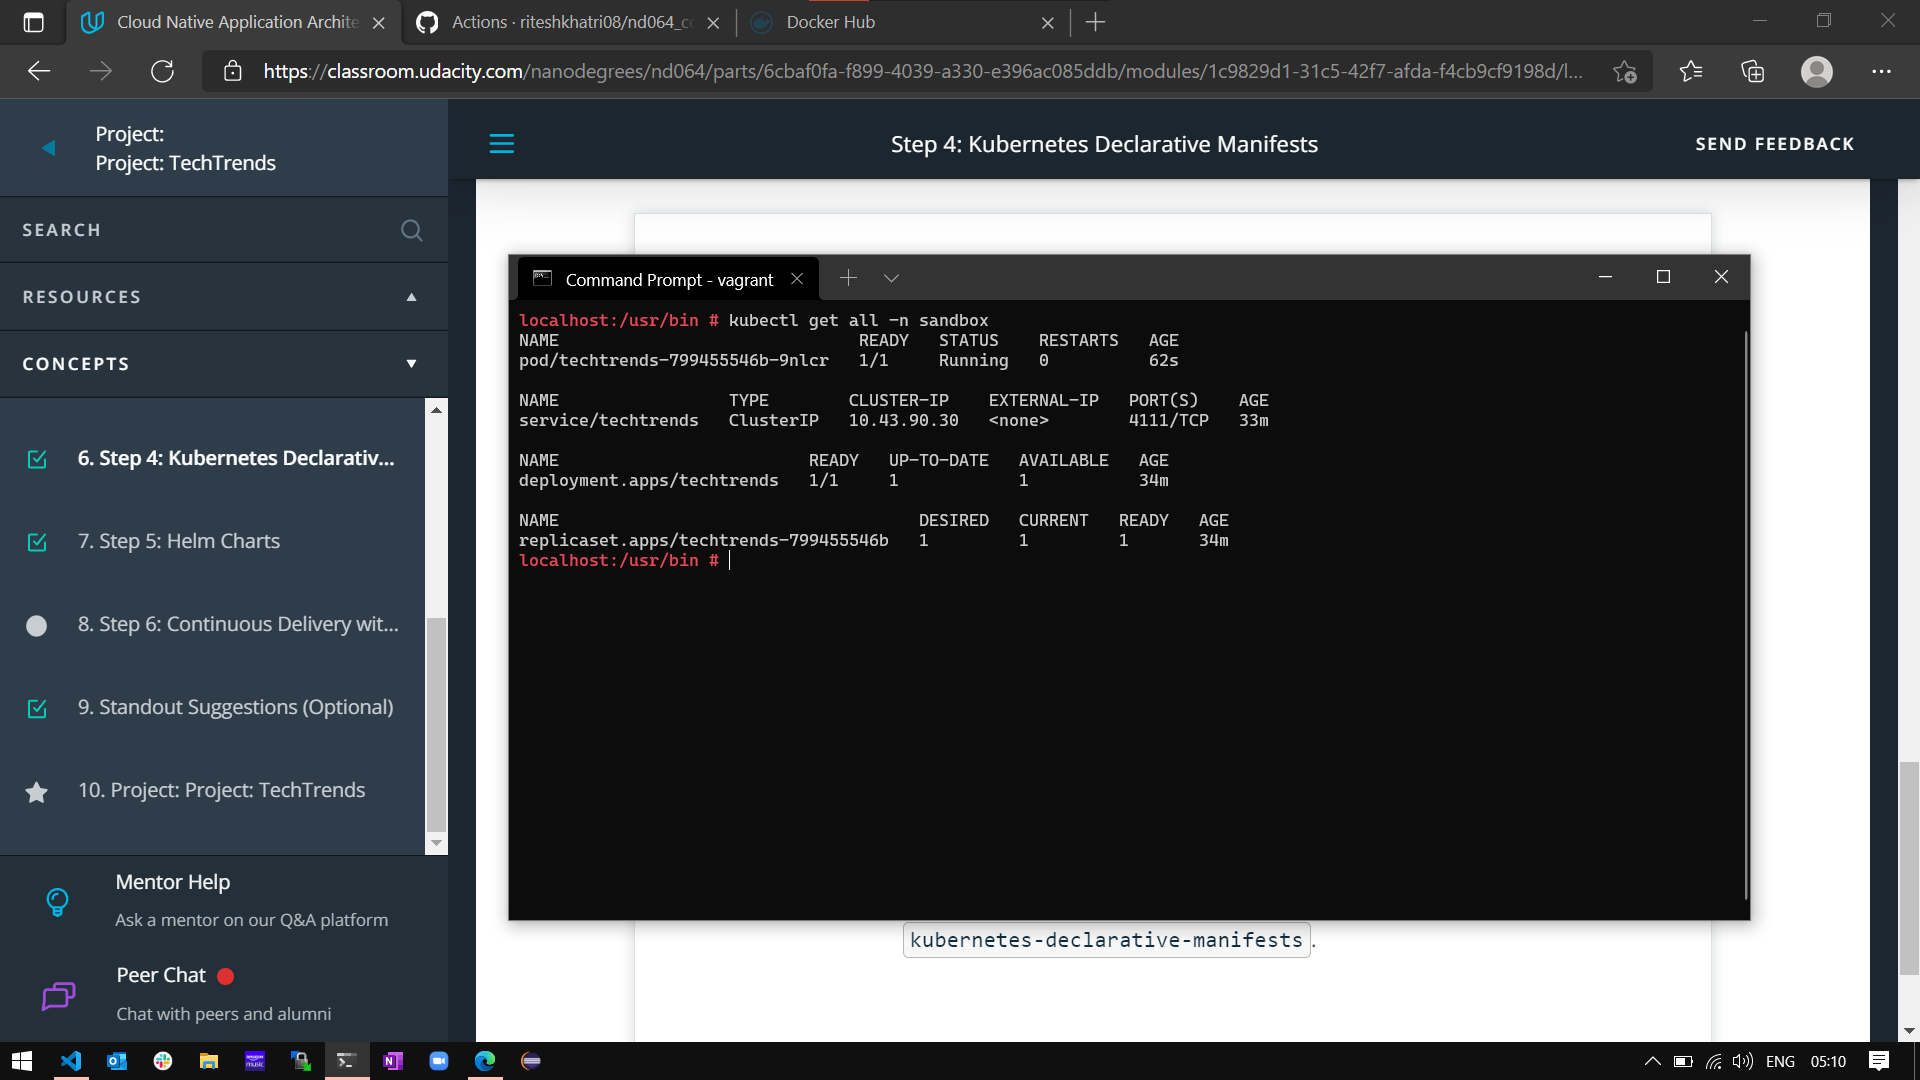 Cloud Native Application Archite
Actions · riteshkhatri08/nd064_co
Docker Hub
https://classroom.udacity.com/nanodegrees/nd064/parts/6cbaf0fa-f899-4039-a330-e396ac085ddb/modules/1c9829d1-31c5-42f7-afda-f4cb9cf9198d/l...
Project:
Project: TechTrends
Step 4: Kubernetes Declarative Manifests
SEND FEEDBACK
SEARCH
RESOURCES
CONCEPTS
6. Step 4: Kubernetes Declarativ...
7. Step 5: Helm Charts
8. Step 6: Continuous Delivery wit...
9. Standout Suggestions (Optional)
10. Project: Project: TechTrends
Mentor Help
Ask a mentor on our Q&A platform
Peer Chat
Chat with peers and alumni
Command Prompt - vagrant
localhost:/usr/bin # kubectl get all -n sandbox
NAME READY STATUS RESTARTS AGE
pod/techtrends-799455546b-9nlcr 1/1 Running 0 62s
NAME TYPE CLUSTER-IP EXTERNAL-IP PORT(S) AGE
service/techtrends ClusterIP 10.43.90.30 <none> 4111/TCP 33m
NAME READY UP-TO-DATE AVAILABLE AGE
deployment.apps/techtrends 1/1 1 1 34m
NAME DESIRED CURRENT READY AGE
replicaset.apps/techtrends-799455546b 1 1 1 34m
localhost:/usr/bin #
kubernetes-declarative-manifests.
ENG 05:10